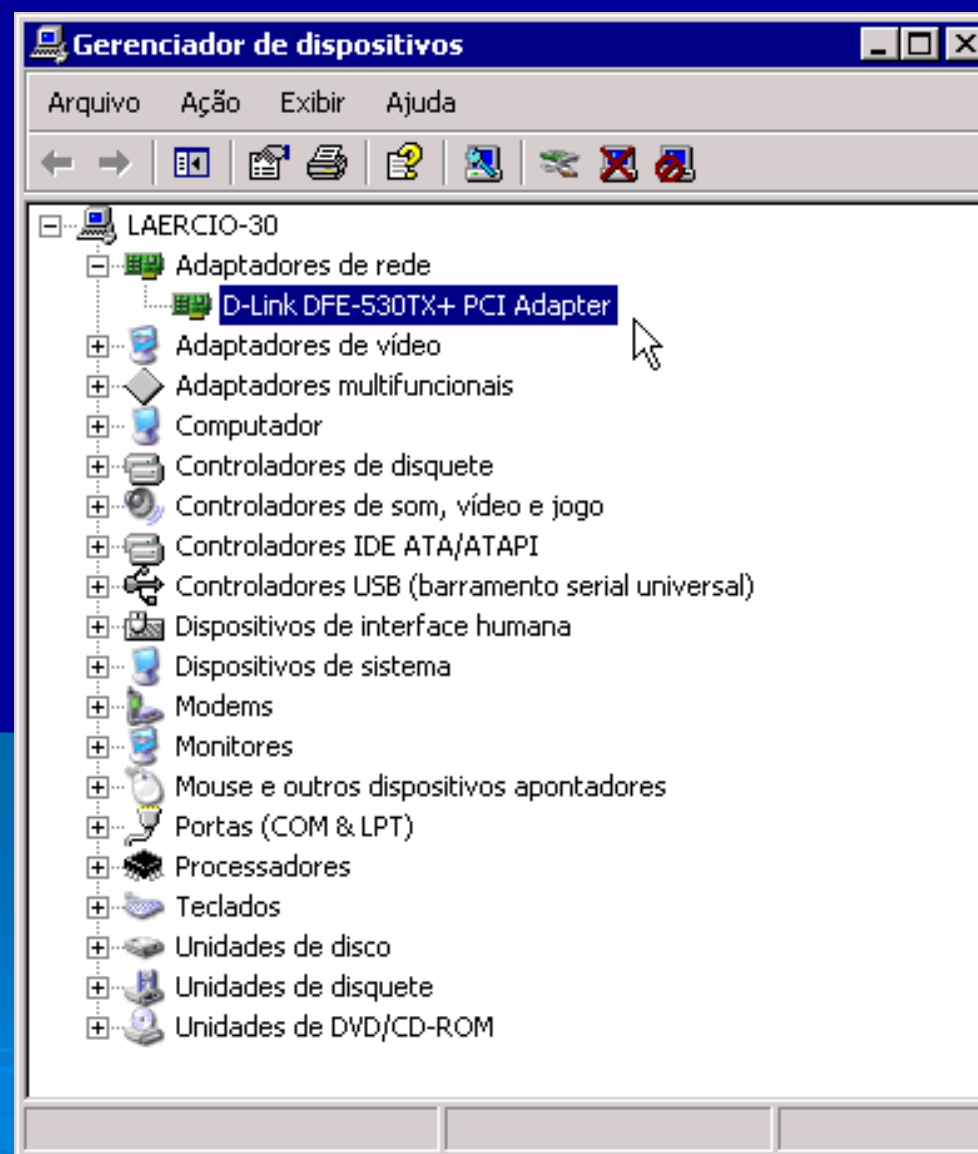 Gerenciador de dispositivos
Arquivo Ação Exibir Ajuda
LAERCIO-30
Adaptadores de rede
D-Link DFE-530TX+ PCI Adapter
Adaptadores de vídeo
Adaptadores multifuncionais
Computador
Controladores de disquete
Controladores de som, vídeo e jogo
Controladores IDE ATA/ATAPI
Controladores USB (barramento serial universal)
Dispositivos de interface humana
Dispositivos de sistema
Modems
Monitores
Mouse e outros dispositivos apontadores
Portas (COM & LPT)
Processadores
Teclados
Unidades de disco
Unidades de disquete
Unidades de DVD/CD-ROM